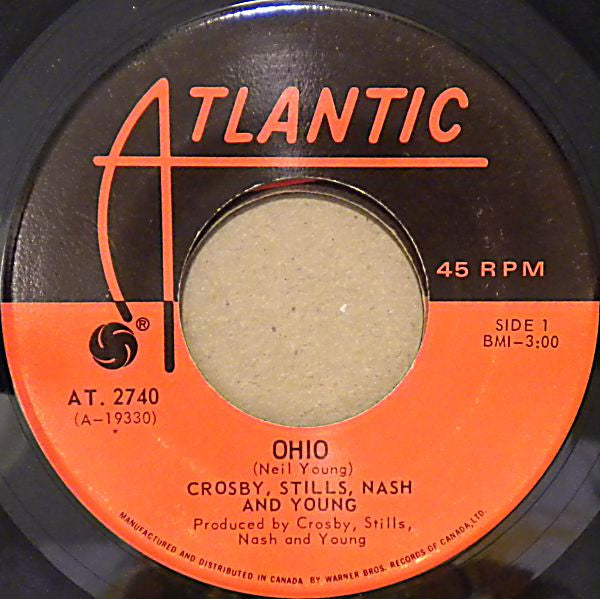 ATLANTIC
45 RPM
®
SIDE 1
BMI-3:00
AT. 2740
(A-19330)
OHIO
(Neil Young)
CROSBY, STILLS, NASH
AND YOUNG
Produced by Crosby, Stills,
Nash and Young
MANUFACTURED AND DISTRIBUTED IN CANADA BY WARNER BROS. RECORDS OF CANADA, LTD.